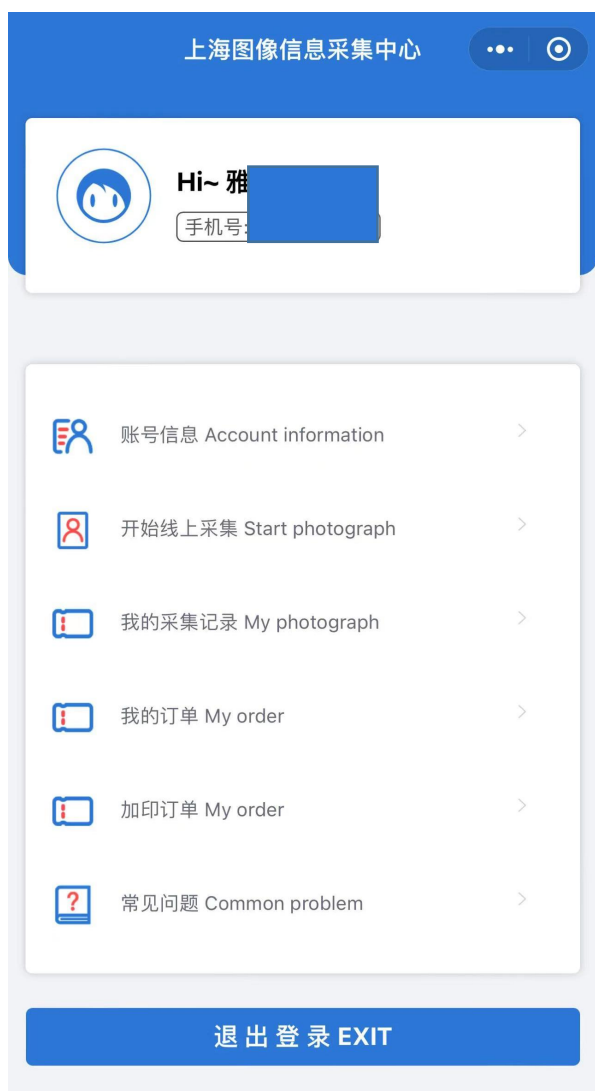 上海图像信息采集中心
Hi~ 雅
手机号:
账号信息 Account information
开始线上采集 Start photograph
我的采集记录 My photograph
我的订单 My order
加印订单 My order
常见问题 Common problem
退出登录 EXIT